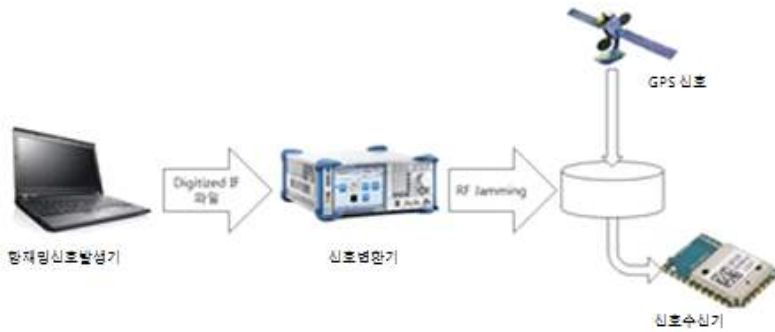 GPS 신호
Digitized IF
파일
RF Jamming
항재밍신호발생기
신호변환기
신호수신기